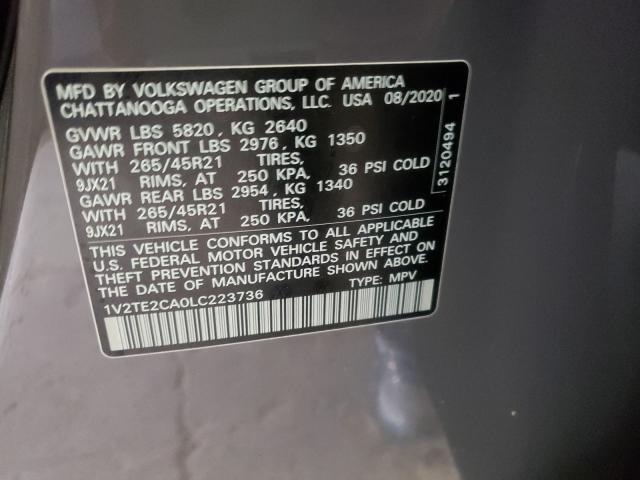 MFD BY VOLKSWAGEN GROUP OF AMERICA
CHATTANOOGA OPERATIONS, LLC. USA 08/2020
GVWR LBS 5820, KG 2640
GAWR FRONT LBS 2976, KG 1350
WITH 265/45R21 TIRES,
9JX21 RIMS, AT 250 KPA, 36 PSI COLD
GAWR REAR LBS 2954, KG 1340
WITH 265/45R21 TIRES,
9JX21 RIMS, AT 250 KPA, 36 PSI COLD
THIS VEHICLE CONFORMS TO ALL APPLICABLE
U.S. FEDERAL MOTOR VEHICLE SAFETY AND
THEFT PREVENTION STANDARDS IN EFFECT ON
THE DATE OF MANUFACTURE SHOWN ABOVE.
1V2TE2CA0LC223736 TYPE: MPV
3120494 1